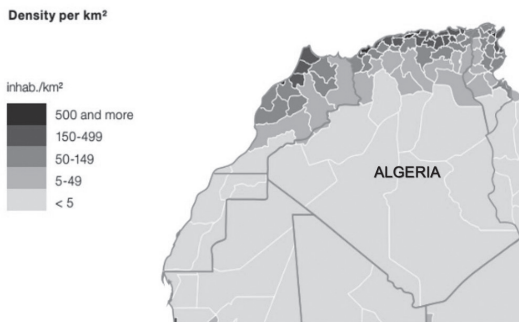 Density per km²
inhab./km²
500 and more
150-499
50-149
5-49
< 5
ALGERIA